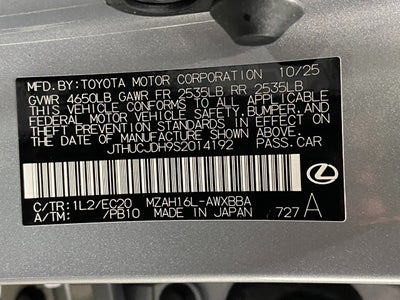 MFD.BY:TOYOTA MOTOR CORPORATION 10/25
GVWR 4650LB GAWR FR 2535LB RR 2535LB
THIS VEHICLE CONFORMS TO ALL APPLICABLE
FEDERAL MOTOR VEHICLE SAFETY, BUMPER, AND
THEFT PREVENTION STANDARDS IN EFFECT ON
THE DATE OF MANUFACTURE SHOWN ABOVE.
JTHUCJDH9S2014192 PASS.CAR
C/TR:1L2/EC20 MZAH16L-AWXBBA
A/TM: /PB10 MADE IN JAPAN 727 A